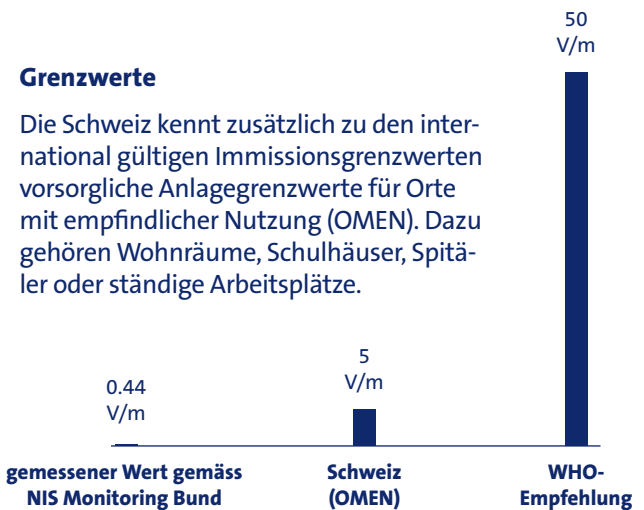 Grenzwerte
Die Schweiz kennt zusätzlich zu den inter-
national gültigen Immissionsgrenzwerten
vorsorgliche Anlagegrenzwerte für Orte
mit empfindlicher Nutzung (OMEN). Dazu
gehören Wohnräume, Schulhäuser, Spitä-
ler oder ständige Arbeitsplätze.
0.44
V/m
5
V/m
50
V/m
gemessener Wert gemäss
NIS Monitoring Bund
Schweiz
(OMEN)
WHO-
Empfehlung